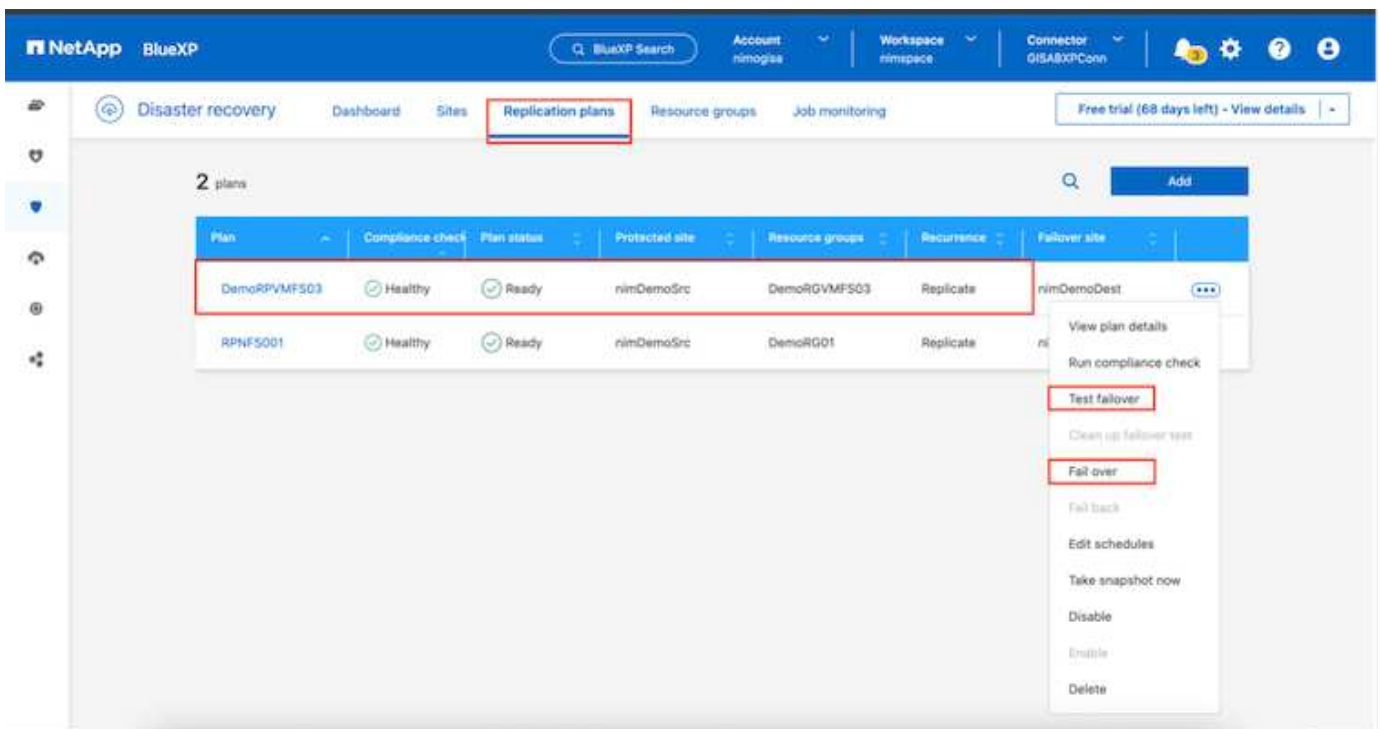 NetApp BlueXP BlueXP Search Account Workspace Connector
nimogisa nimspace GISABXPConn 3
Disaster recovery Dashboard Sites Replication plans Resource groups Job monitoring Free trial (68 days left) - View details
2 plans Add
Plan Compliance check Plan status Protected site Resource groups Recurrence Failover site
DemoRPVMFS03 Healthy Ready nimDemoSrc DemoRGVMFS03 Replicate nimDemoDest
RPNFS001 Healthy Ready nimDemoSrc DemoRG01 Replicate ni
View plan details
Run compliance check
Test failover
Clean up failover test
Fail over
Fail back
Edit schedules
Take snapshot now
Disable
Enable
Delete